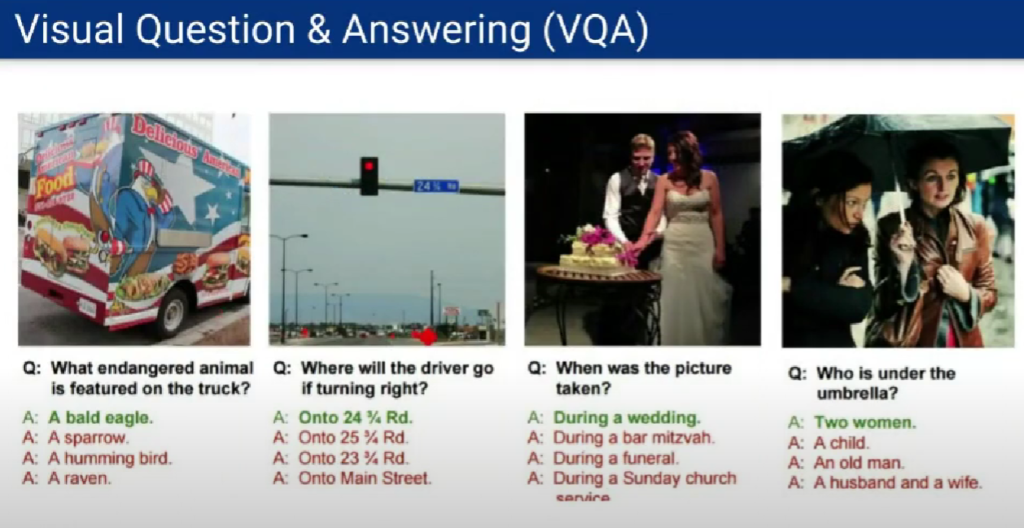 Visual Question & Answering (VQA)
Delicious American
Food
24 ¾ Rd
Q: What endangered animal
is featured on the truck?
A: A bald eagle.
A: A sparrow.
A: A humming bird.
A: A raven.
Q: Where will the driver go
if turning right?
A: Onto 24 ¾ Rd.
A: Onto 25 ¾ Rd.
A: Onto 23 ¾ Rd.
A: Onto Main Street.
Q: When was the picture
taken?
A: During a wedding.
A: During a bar mitzvah.
A: During a funeral.
A: During a Sunday church
service.
Q: Who is under the
umbrella?
A: Two women.
A: A child.
A: An old man.
A: A husband and a wife.